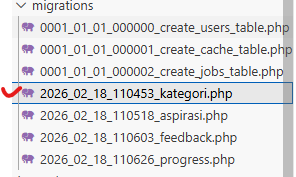 migrations
0001_01_01_000000_create_users_table.php
0001_01_01_000001_create_cache_table.php
0001_01_01_000002_create_jobs_table.php
2026_02_18_110453_kategori.php
2026_02_18_110518_aspirasi.php
2026_02_18_110603_feedback.php
2026_02_18_110626_progress.php